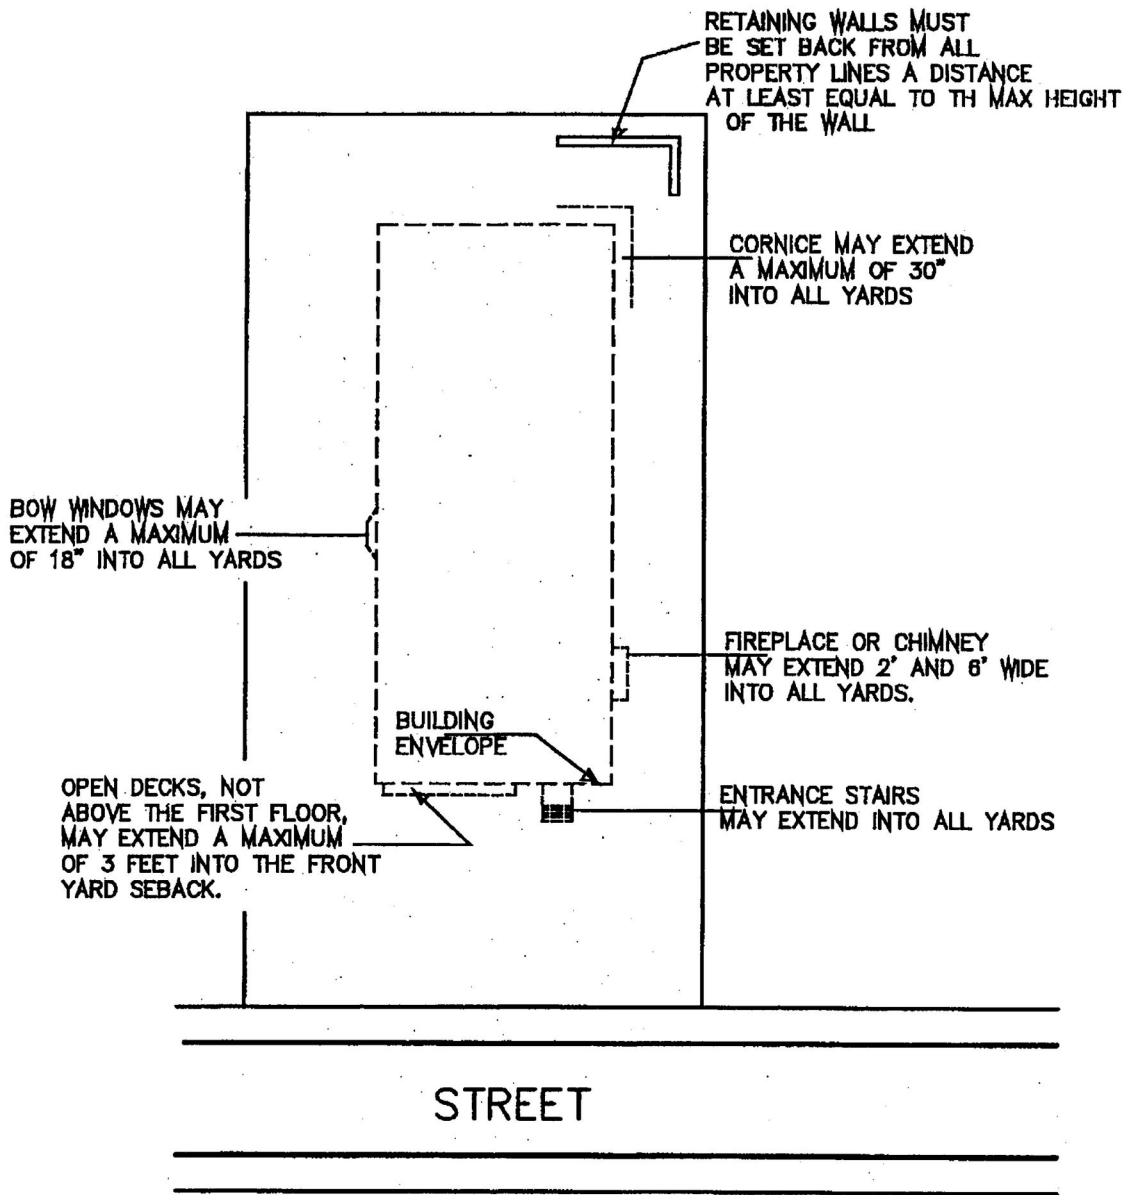 RETAINING WALLS MUST
BE SET BACK FROM ALL
PROPERTY LINES A DISTANCE
AT LEAST EQUAL TO TH MAX HEIGHT
OF THE WALL
CORNICE MAY EXTEND
A MAXIMUM OF 30"
INTO ALL YARDS
BOW WINDOWS MAY
EXTEND A MAXIMUM
OF 18" INTO ALL YARDS
FIREPLACE OR CHIMNEY
MAY EXTEND 2' AND 6' WIDE
INTO ALL YARDS.
BUILDING
ENVELOPE
OPEN DECKS, NOT
ABOVE THE FIRST FLOOR,
MAY EXTEND A MAXIMUM
OF 3 FEET INTO THE FRONT
YARD SEBACK.
ENTRANCE STAIRS
MAY EXTEND INTO ALL YARDS
STREET